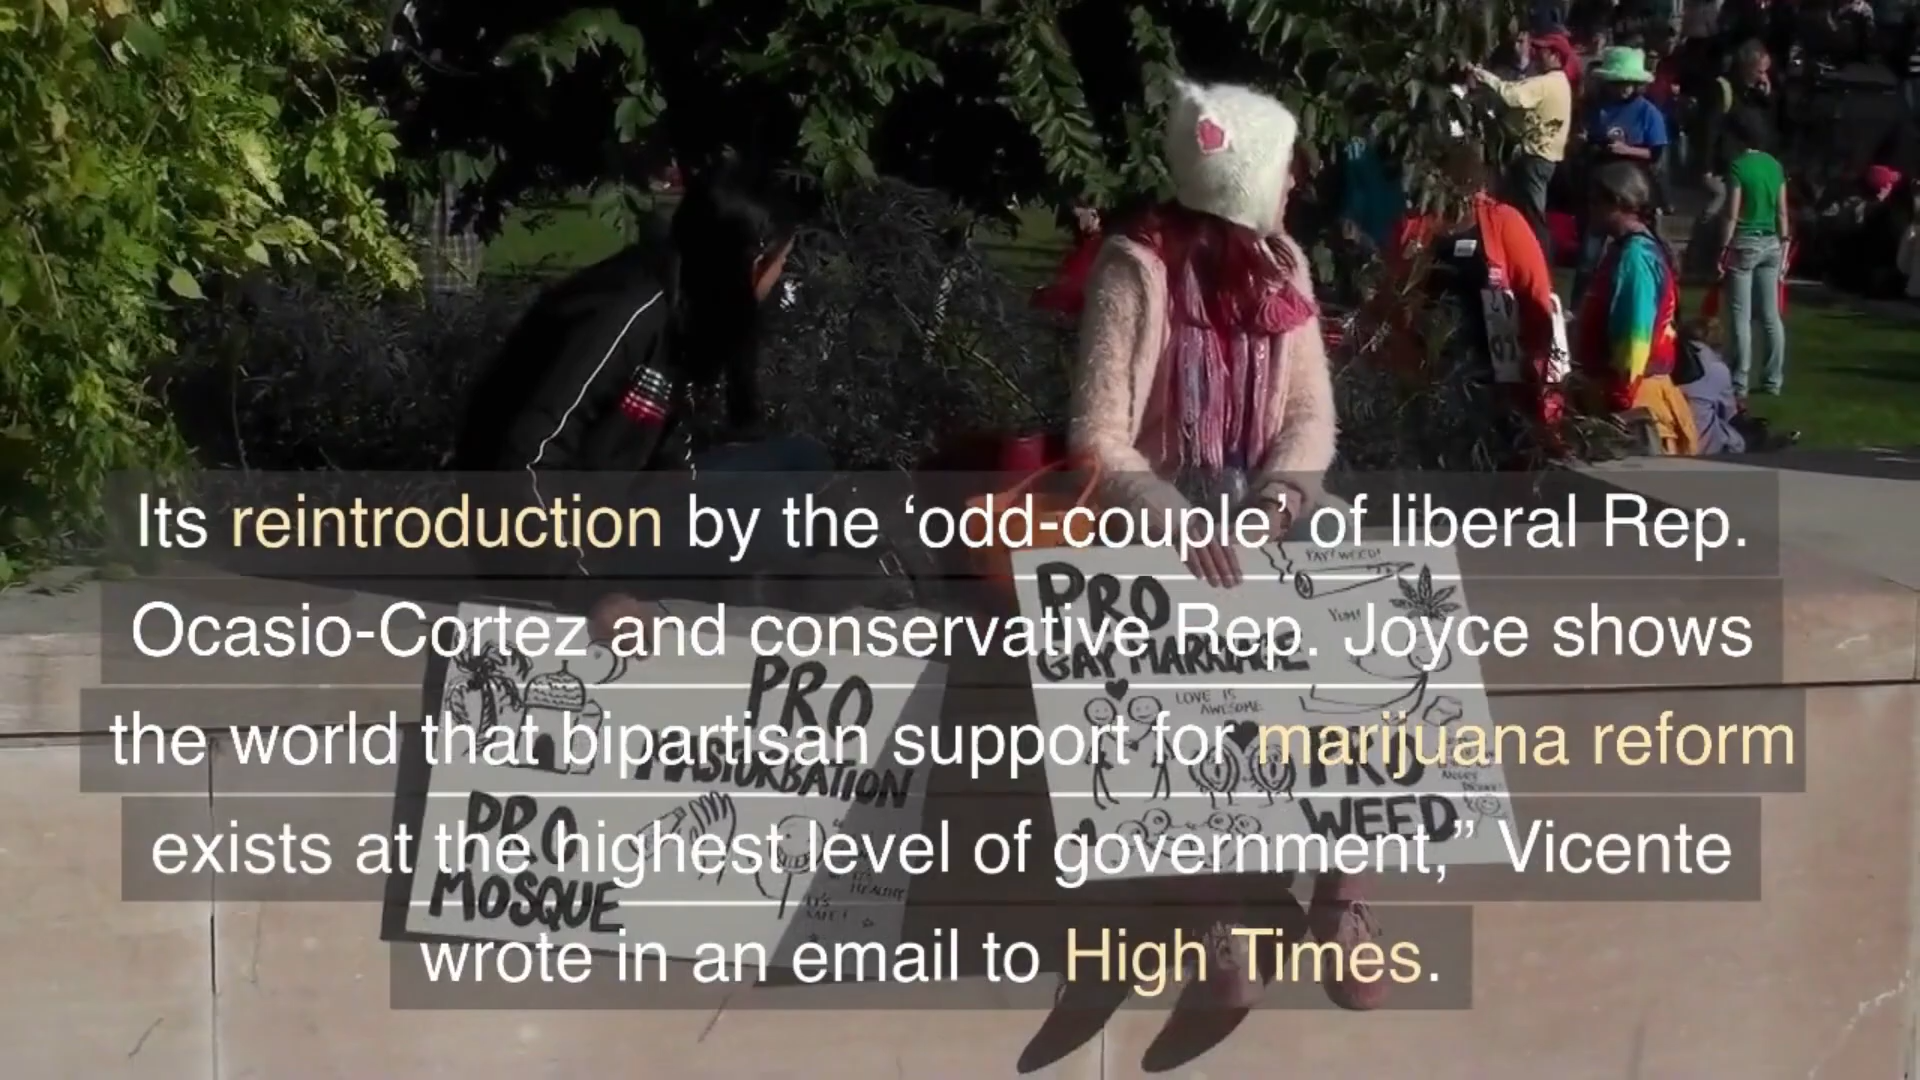 Its reintroduction by the ‘odd-couple’ of liberal Rep.
Ocasio-Cortez and conservative Rep. Joyce shows
the world that bipartisan support for marijuana reform
exists at the highest level of government,” Vicente
wrote in an email to High Times.
PRO
MASTURBATION
PRO
MOSQUE
PRO
GAY MARRIAGE
YAY! WEED!
YUM!
LOVE IS
AWESOME
PRO
WEED